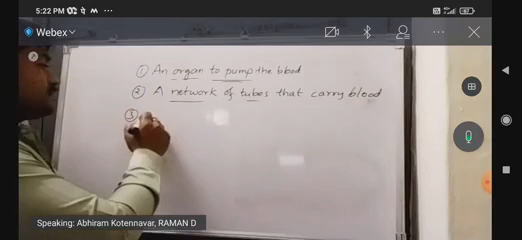 5:22 PM
67
Webex
① An organ to pump the blood
② A network of tubes that carry blood
③
Speaking: Abhiram Kotennavar, RAMAN D